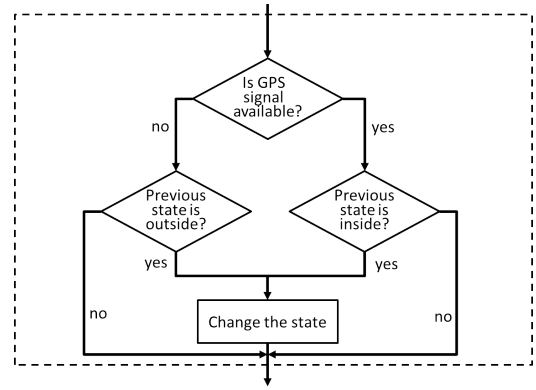 Is GPS
signal
available?
no
yes
Previous
state is
outside?
Previous
state is
inside?
yes
yes
no
Change the state
no